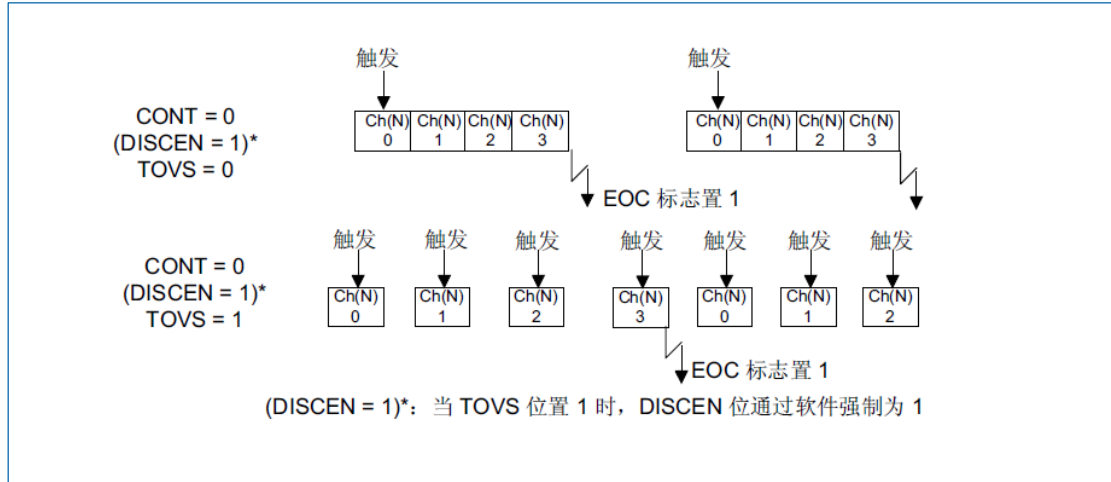 触发 触发
CONT = 0
(DISCEN = 1)*
TOVS = 0
Ch(N) Ch(N) Ch(N) Ch(N) Ch(N) Ch(N) Ch(N) Ch(N)
0 1 2 3 0 1 2 3
EOC 标志置 1
触发 触发 触发 触发 触发 触发 触发
CONT = 0
(DISCEN = 1)*
TOVS = 1
Ch(N) Ch(N) Ch(N) Ch(N) Ch(N) Ch(N) Ch(N)
0 1 2 3 0 1 2
EOC 标志置 1
(DISCEN = 1)*：当 TOVS 位置 1 时，DISCEN 位通过软件强制为 1